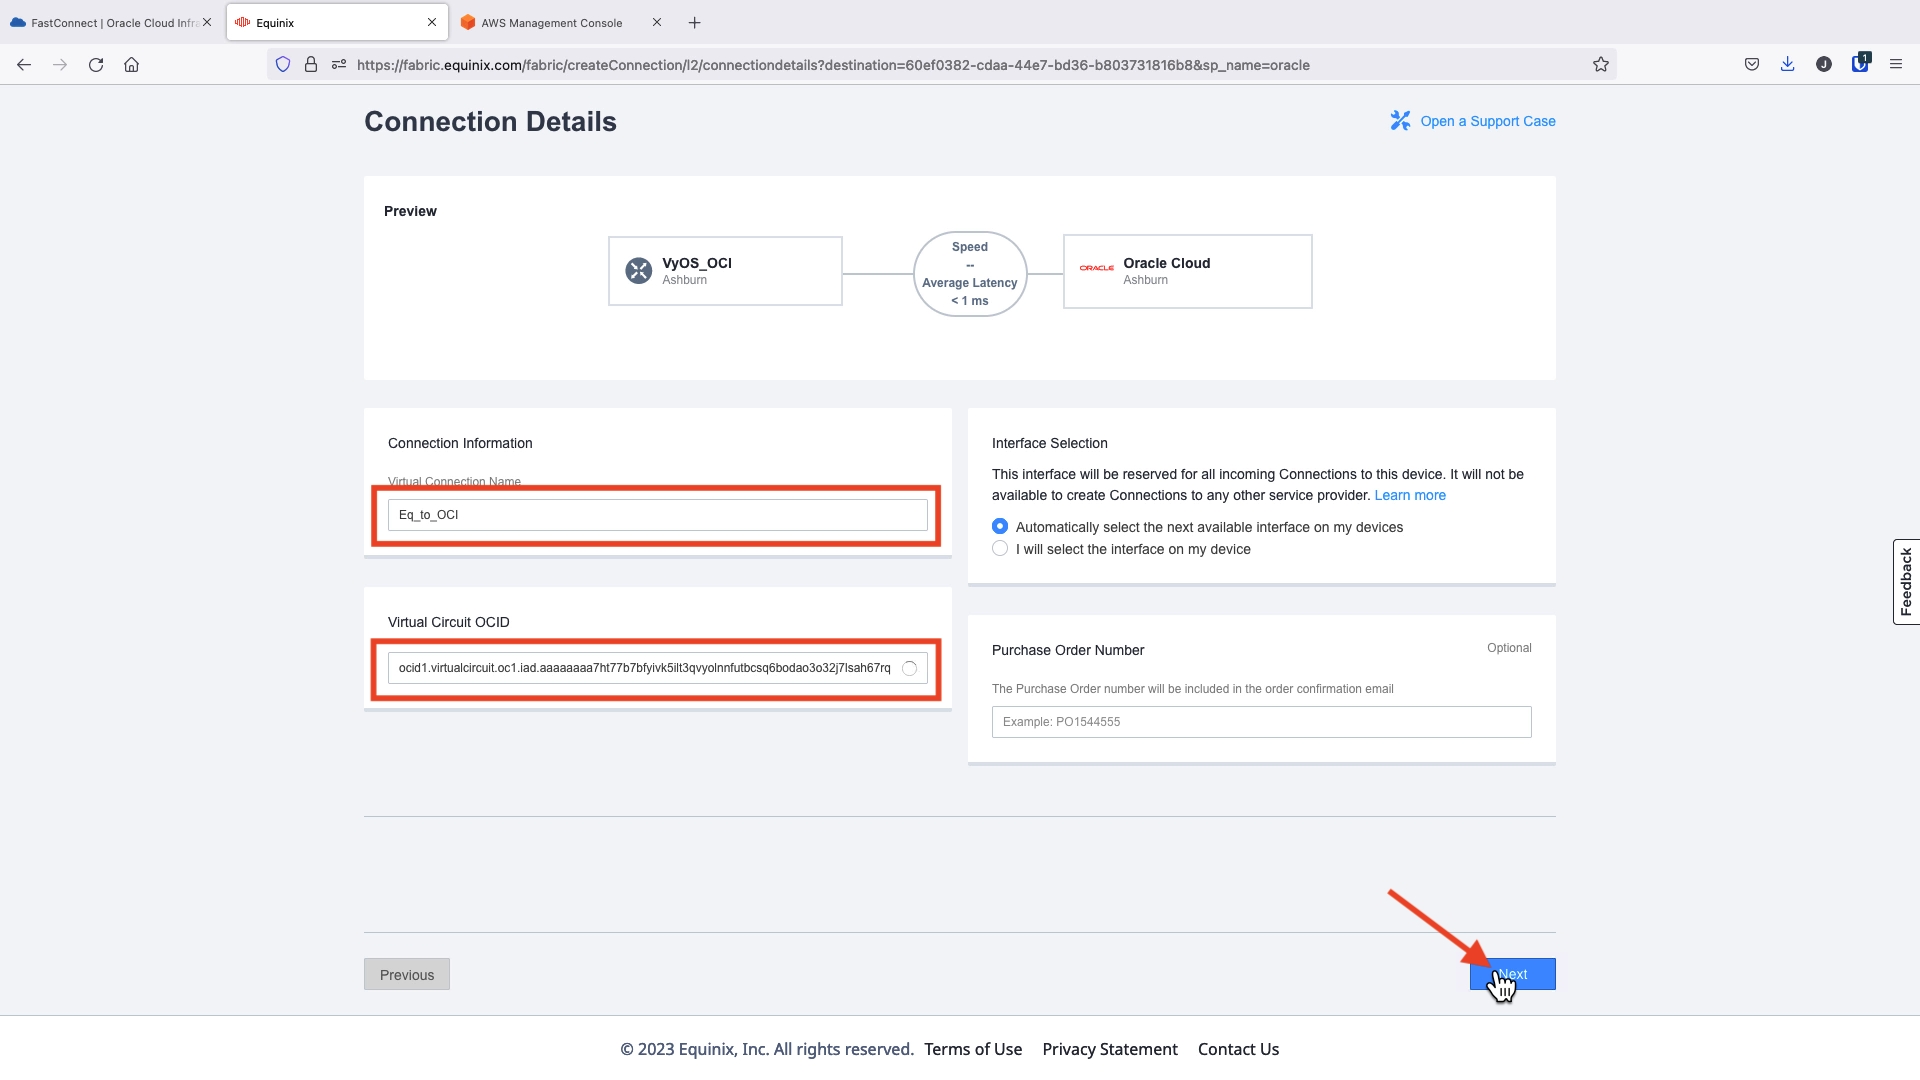 FastConnect | Oracle Cloud Infra
Equinix
AWS Management Console
https://fabric.equinix.com/fabric/createConnection/l2/connectiondetails?destination=60ef0382-cdaa-44e7-bd36-b803731816b8&sp_name=oracle
J
1
Connection Details
Open a Support Case
Preview
VyOS_OCI
Ashburn
Speed
--
Average Latency
< 1 ms
ORACLE
Oracle Cloud
Ashburn
Connection Information
Virtual Connection Name
Eq_to_OCI
Interface Selection
This interface will be reserved for all incoming Connections to this device. It will not be
available to create Connections to any other service provider. Learn more
Automatically select the next available interface on my devices
I will select the interface on my device
Virtual Circuit OCID
ocid1.virtualcircuit.oc1.iad.aaaaaaaa7ht77b7bfyivk5ilt3qvyolnnfutbcsq6bodao3o32j7lsah67rq
Purchase Order Number
Optional
The Purchase Order number will be included in the order confirmation email
Example: PO1544555
Feedback
Previous
Next
© 2023 Equinix, Inc. All rights reserved. Terms of Use Privacy Statement Contact Us